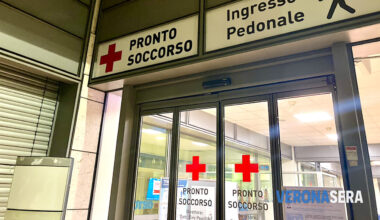 Ingresso
Pedonale
PRONTO
SOCCORSO
PRONTO
SOCCORSO
PRONTO
SOCCORSO
VERONASERA